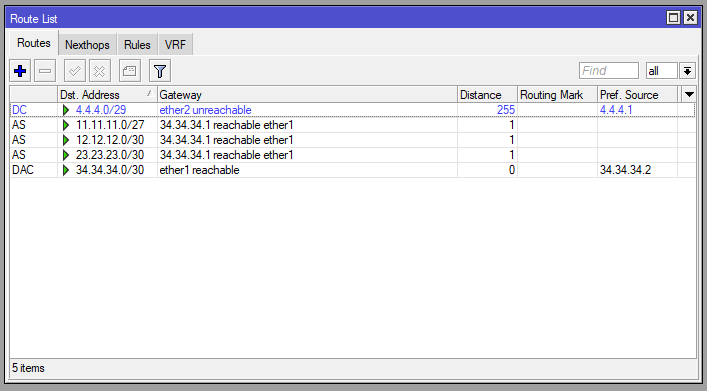 Route List
Routes Nexthops Rules VRF
Find all
Dst. Address Gateway Distance Routing Mark Pref. Source
DC 4.4.4.0/29 ether2 unreachable 255 4.4.4.1
AS 11.11.11.0/27 34.34.34.1 reachable ether1 1
AS 12.12.12.0/30 34.34.34.1 reachable ether1 1
AS 23.23.23.0/30 34.34.34.1 reachable ether1 1
DAC 34.34.34.0/30 ether1 reachable 0 34.34.34.2
5 items